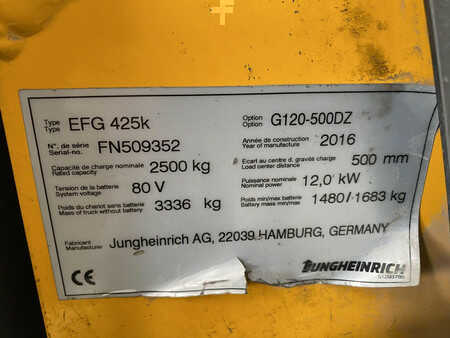 Type
Type EFG 425k
Option
Option G120-500DZ
N°. de série
Serial-no. FN509352
Année de construction
Year of manufacture 2016
Capacité de charge nominale
Rated capacity 2500 kg
Ecart au centre d. gravité charge
Load center distance 500 mm
Tension de la batterie
System voltage 80 V
Puissance nominale
Nominal power 12,0 kW
Poids du chariot sans batterie
Mass of truck without battery 3336 kg
Poids min/max batterie
Battery mass min/max 1480/1683 kg
Fabricant
Manufacturer Jungheinrich AG, 22039 HAMBURG, GERMANY
CE
JUNGHEINRICH